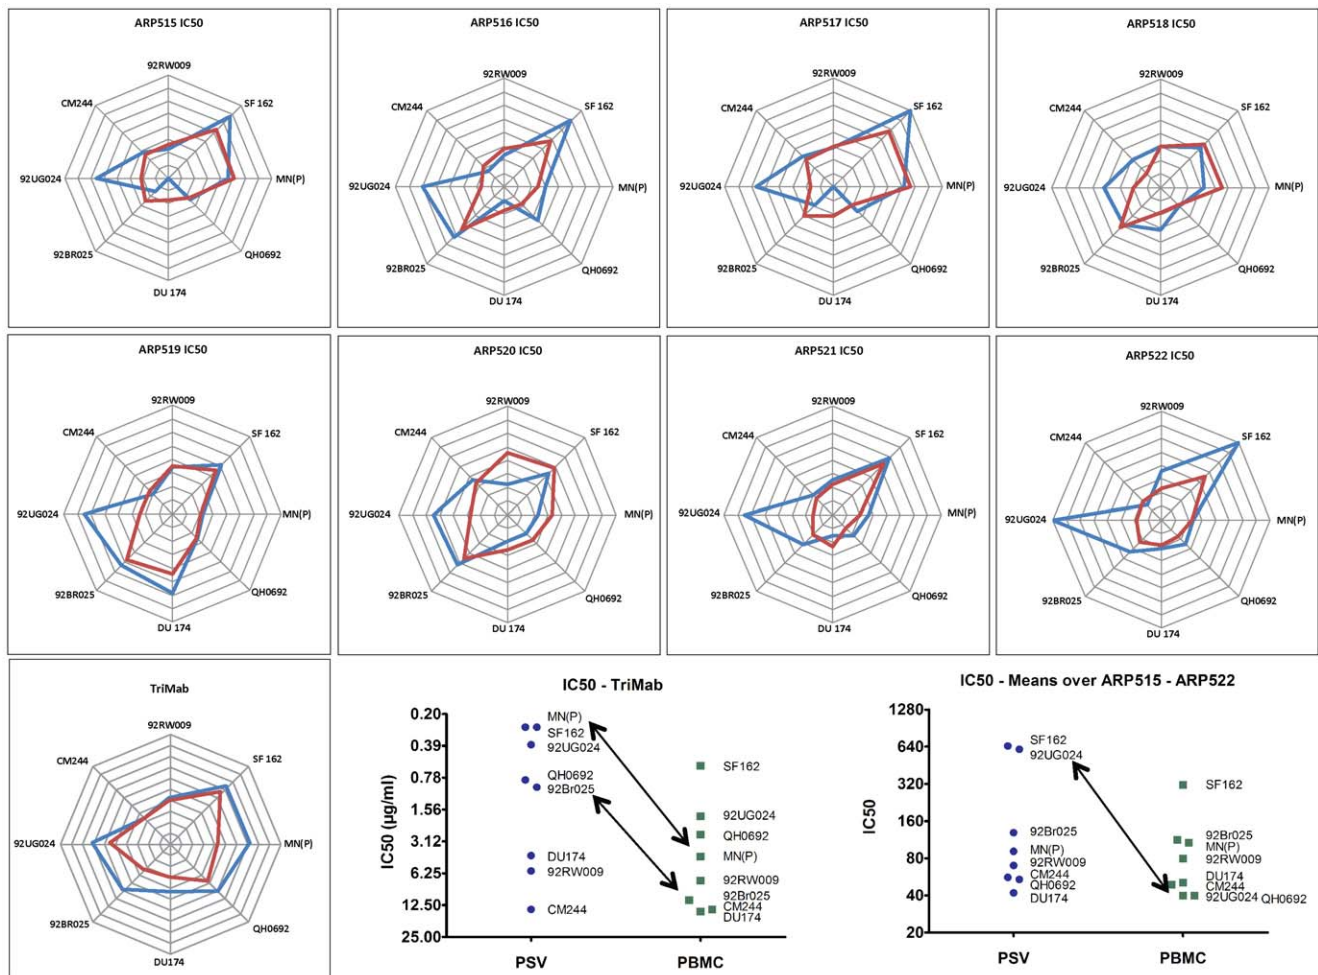 ARP515 IC50
92RW009
SF 162
MN(P)
QH0692
DU 174
92BR025
92UG024
CM244
ARP516 IC50
92RW009
SF 162
MN(P)
QH0692
DU 174
92BR025
92UG024
CM244
ARP517 IC50
92RW009
SF 162
MN(P)
QH0692
DU 174
92BR025
92UG024
CM244
ARP518 IC50
92RW009
SF 162
MN(P)
QH0692
DU 174
92BR025
92UG024
CM244
ARP519 IC50
92RW009
SF 162
MN(P)
QH0692
DU 174
92BR025
92UG024
CM244
ARP520 IC50
92RW009
SF 162
MN(P)
QH0692
DU 174
92BR025
92UG024
CM244
ARP521 IC50
92RW009
SF 162
MN(P)
QH0692
DU 174
92BR025
92UG024
CM244
ARP522 IC50
92RW009
SF 162
MN(P)
QH0692
DU 174
92BR025
92UG024
CM244
TriMab
92RW009
SF 162
MN(P)
QH0692
DU174
92BR025
92UG024
CM244
IC50 - TriMab
IC50 (µg/ml)
0.20
0.39
0.78
1.56
3.12
6.25
12.50
25.00
MN(P)
SF162
92UG024
QH0692
92Br025
DU174
92RW009
CM244
SF162
92UG024
QH0692
MN(P)
92RW009
92Br025
CM244
DU174
PSV
PBMC
IC50 - Means over ARP515 - ARP522
IC50
1280
640
320
160
80
40
20
SF162
92UG024
92Br025
MN(P)
92RW009
CM244
QH0692
DU174
SF162
92Br025
MN(P)
92RW009
DU174
CM244
92UG024 QH0692
PSV
PBMC